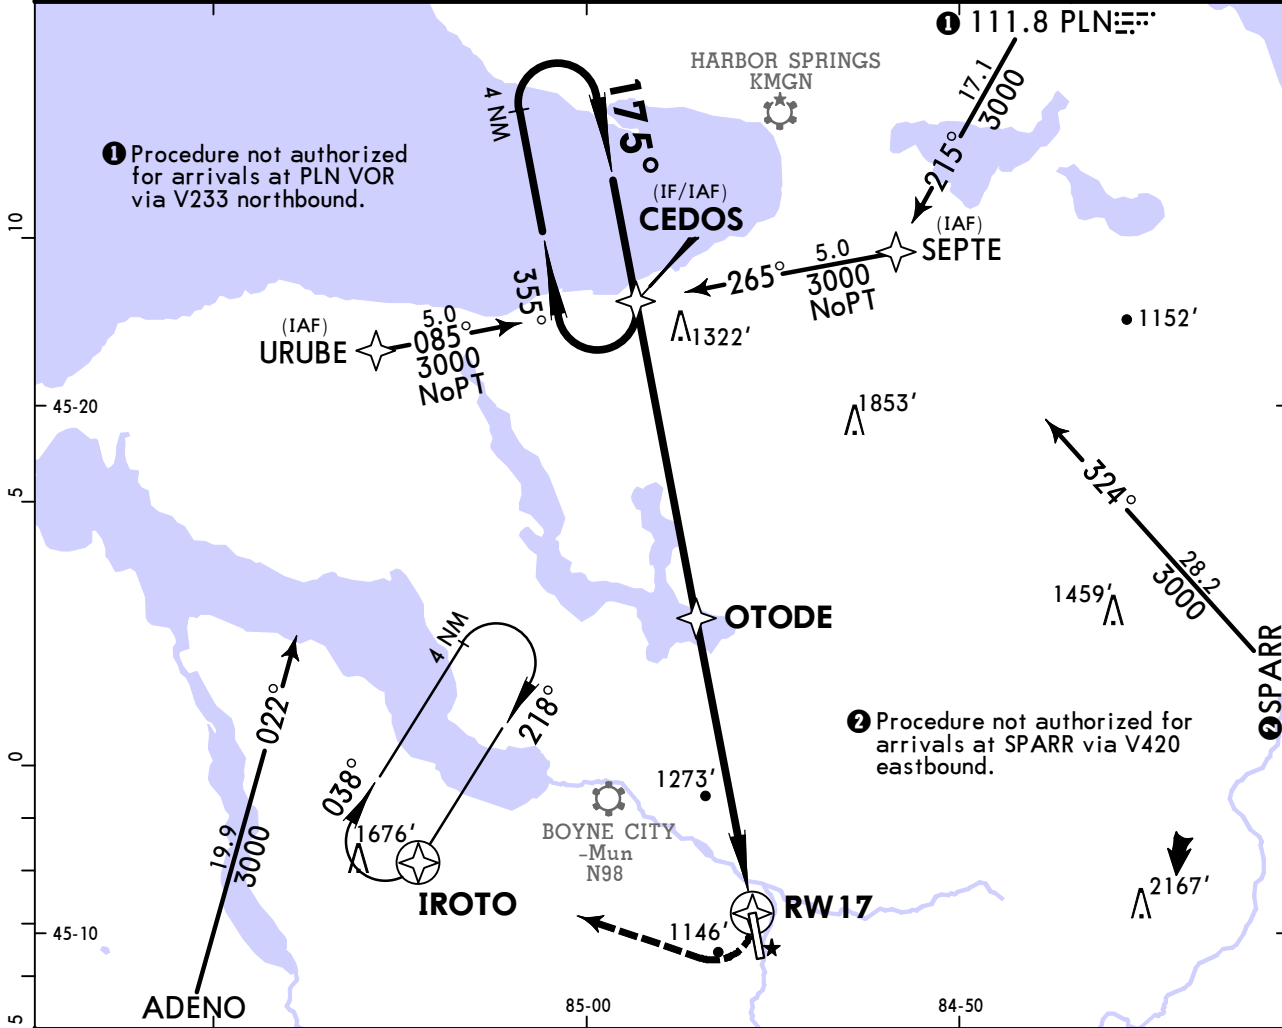 ❶ 111.8 PLN
17.1
3000
215°
HARBOR SPRINGS
KMGN
4 NM
175°
❶ Procedure not authorized
for arrivals at PLN VOR
via V233 northbound.
(IF/IAF)
CEDOS
(IAF)
SEPTE
5.0
265°
3000
NoPT
10
355°
(IAF)
URUBE
5.0
085°
3000
NoPT
1322'
1152'
45-20
1853'
5
324°
28.2
3000
1459'
OTODE
4 NM
❷SPARR
022°
218°
❷ Procedure not authorized for
arrivals at SPARR via V420
eastbound.
0
038°
1273'
1676'
BOYNE CITY
-Mun
N98
19.9
3000
2167'
IROTO
RW17
45-10
1146'
ADENO
85-00
84-50
5